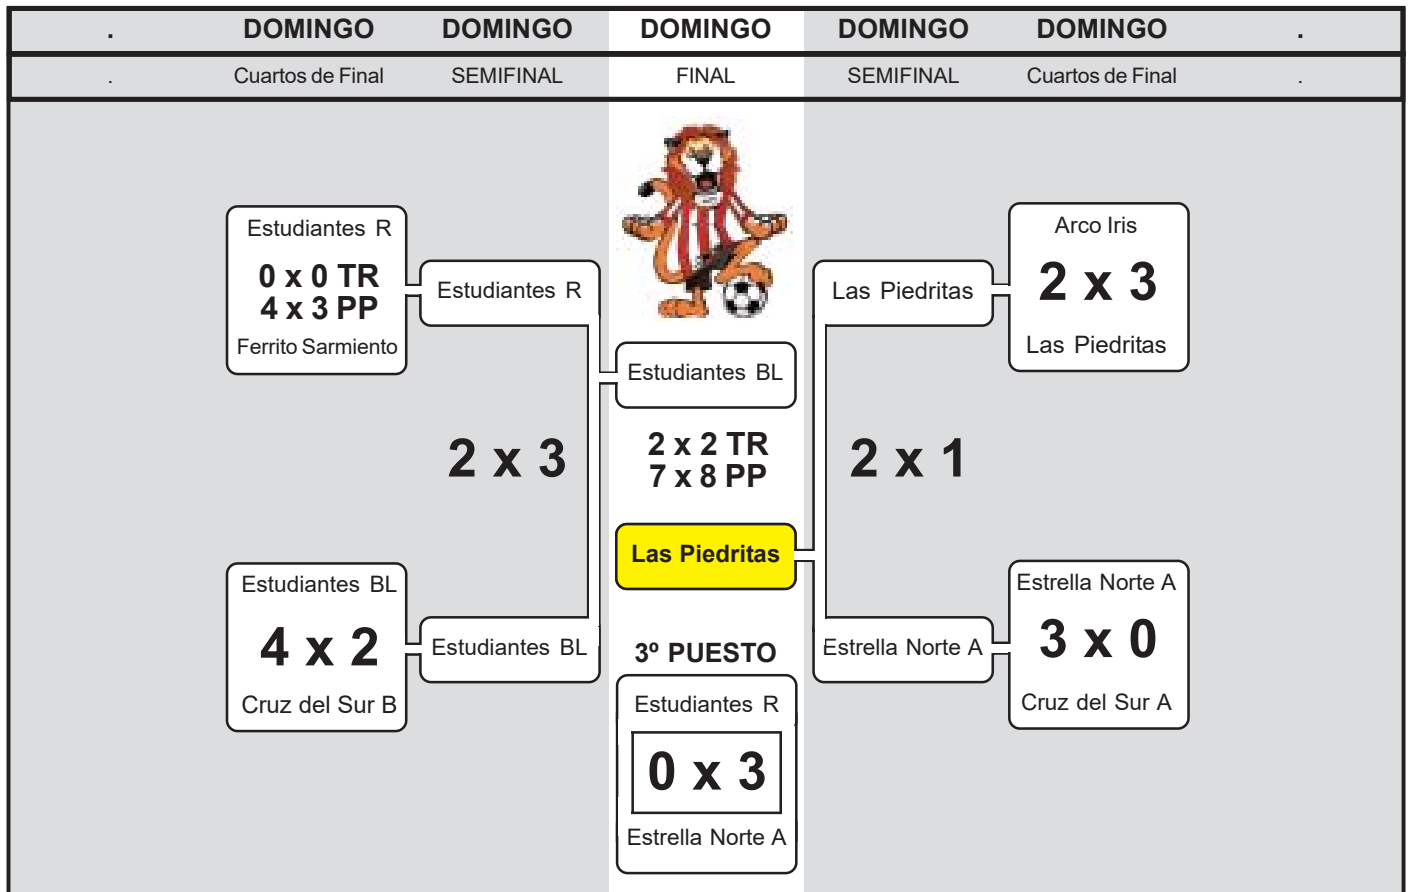 . DOMINGO DOMINGO DOMINGO DOMINGO DOMINGO .
. Cuartos de Final SEMIFINAL FINAL SEMIFINAL Cuartos de Final .
Estudiantes R
0 x 0 TR
4 x 3 PP
Ferrito Sarmiento
Estudiantes BL
4 x 2
Cruz del Sur B
Estudiantes R
2 x 3
Estudiantes BL
Estudiantes BL
2 x 2 TR
7 x 8 PP
Las Piedritas
3º PUESTO
Estudiantes R
0 x 3
Estrella Norte A
Las Piedritas
2 x 1
Estrella Norte A
Arco Iris
2 x 3
Las Piedritas
Estrella Norte A
3 x 0
Cruz del Sur A